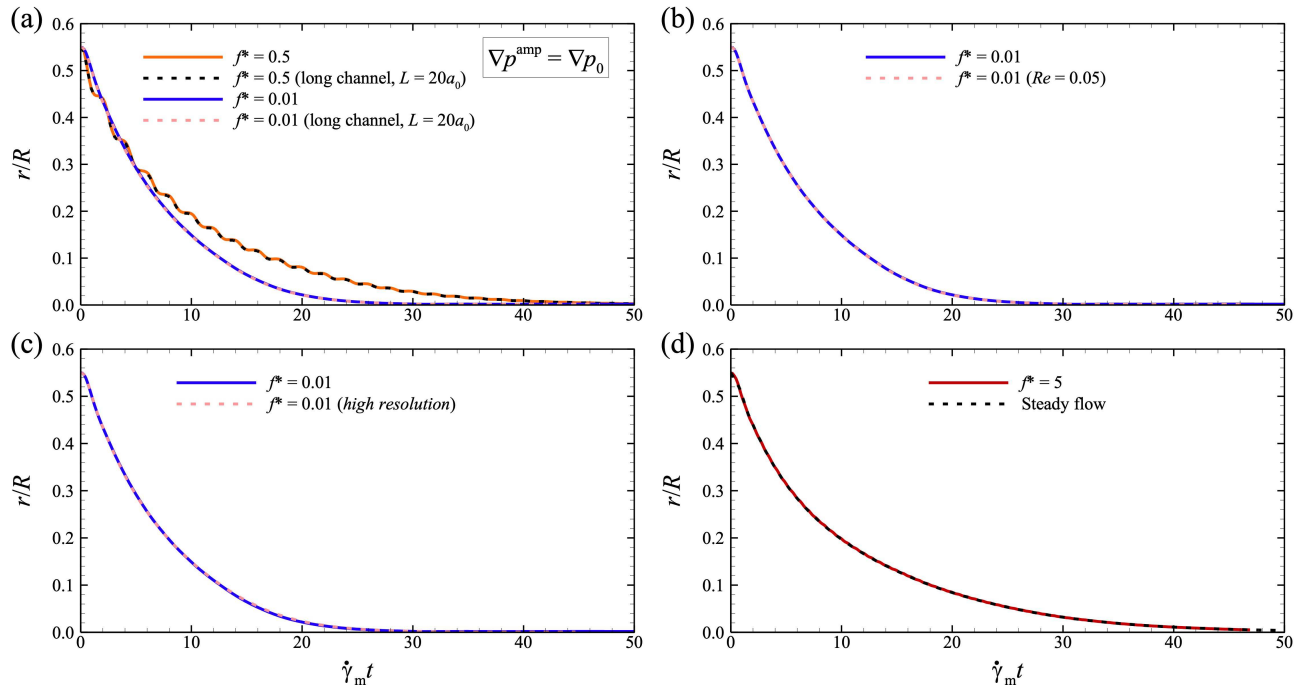 (a)
0.6
0.5
0.4
0.3
0.2
0.1
0.0
r/R
f* = 0.5
f* = 0.5 (long channel, L = 20a₀)
f* = 0.01
f* = 0.01 (long channel, L = 20a₀)
∇p^amp = ∇p₀
0 10 20 30 40 50
(b)
0.6
0.5
0.4
0.3
0.2
0.1
0.0
r/R
f* = 0.01
f* = 0.01 (Re = 0.05)
0 10 20 30 40 50
(c)
0.6
0.5
0.4
0.3
0.2
0.1
0.0
r/R
f* = 0.01
f* = 0.01 (high resolution)
0 10 20 30 40 50
γ̇ₘt
(d)
0.6
0.5
0.4
0.3
0.2
0.1
0.0
r/R
f* = 5
Steady flow
0 10 20 30 40 50
γ̇ₘt